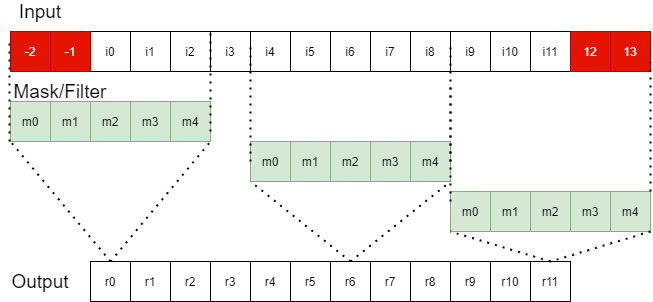 Input
-2 -1 i0 i1 i2 i3 i4 i5 i6 i7 i8 i9 i10 i11 12 13
Mask/Filter
m0 m1 m2 m3 m4
m0 m1 m2 m3 m4
m0 m1 m2 m3 m4
Output r0 r1 r2 r3 r4 r5 r6 r7 r8 r9 r10 r11